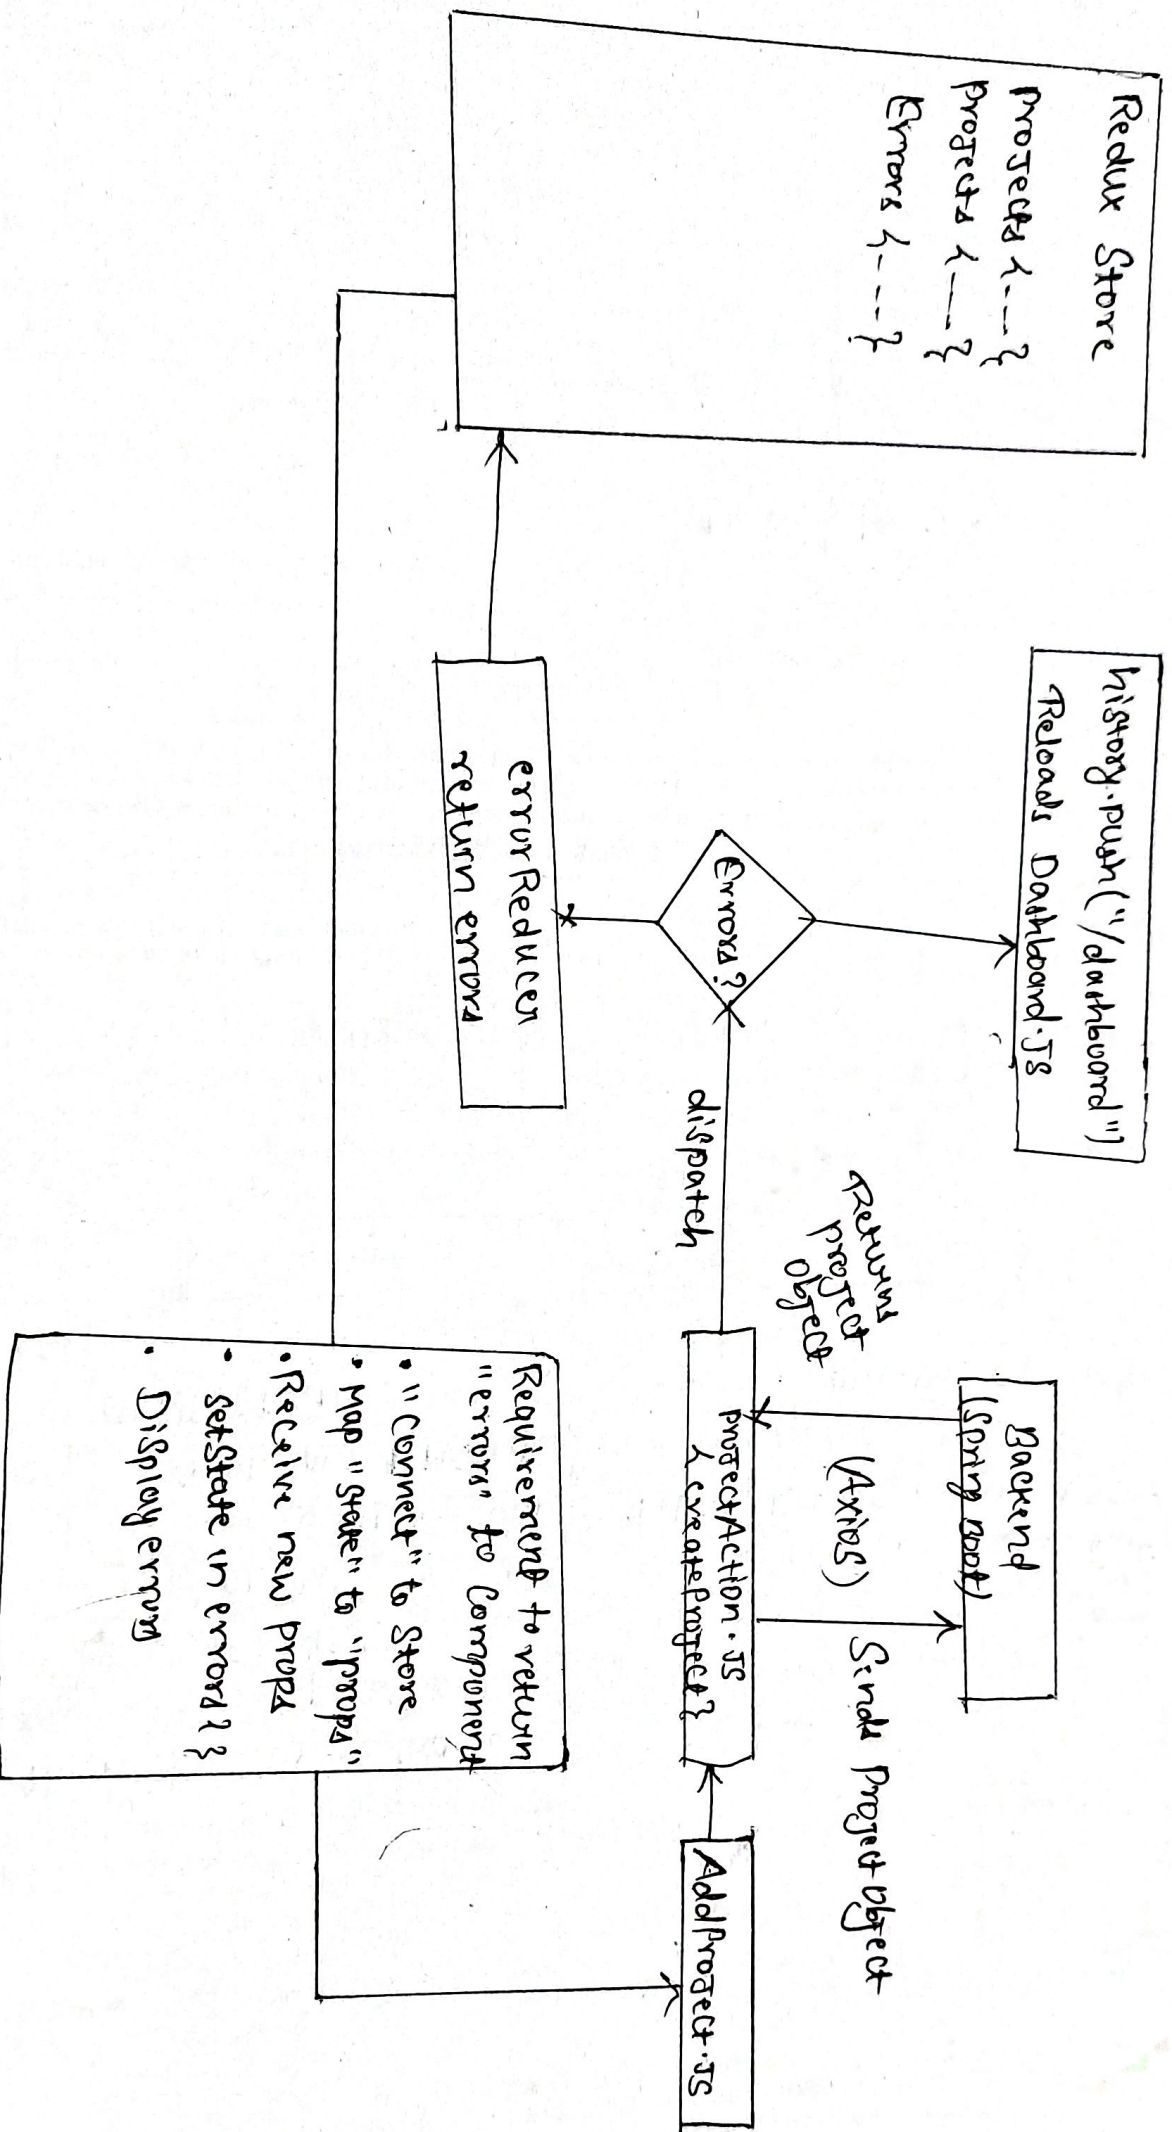 Redux Store
Projects {---}
Projects {---}
Errors {---}
history.push("/dashboard")
Reloads Dashboard.JS
Errors?
errorReducer
return errors
dispatch
Returns
project
object
Backend
(Spring Boot)
(Axios)
Sinds Project Object
projectAction.JS
{ createProject}
AddProject.JS
Requirement to return
"errors" to Component
• "Connect" to Store
• Map "State" to "props"
• Receive new props
• SetState in errors{}
• Display errors